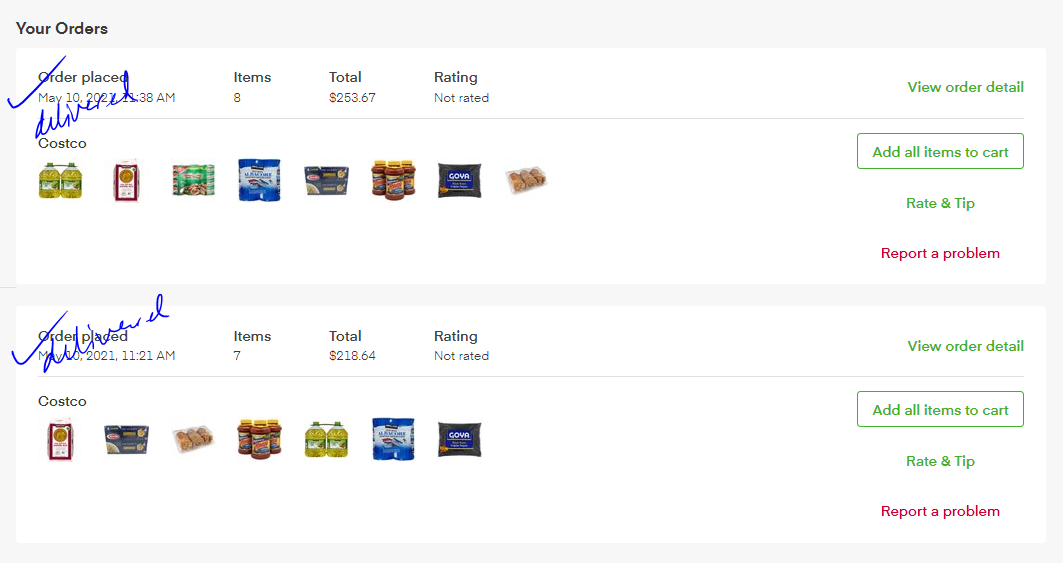 Your Orders
Order placed Items Total Rating
May 10, 2021, 11:38 AM 8 $253.67 Not rated
View order detail
delivered
Costco
Add all items to cart
ALBACORE
GOYA
Rate & Tip
Report a problem
delivered
Order placed Items Total Rating
May 10, 2021, 11:21 AM 7 $218.64 Not rated
View order detail
Costco
Add all items to cart
ALBACORE
GOYA
Rate & Tip
Report a problem